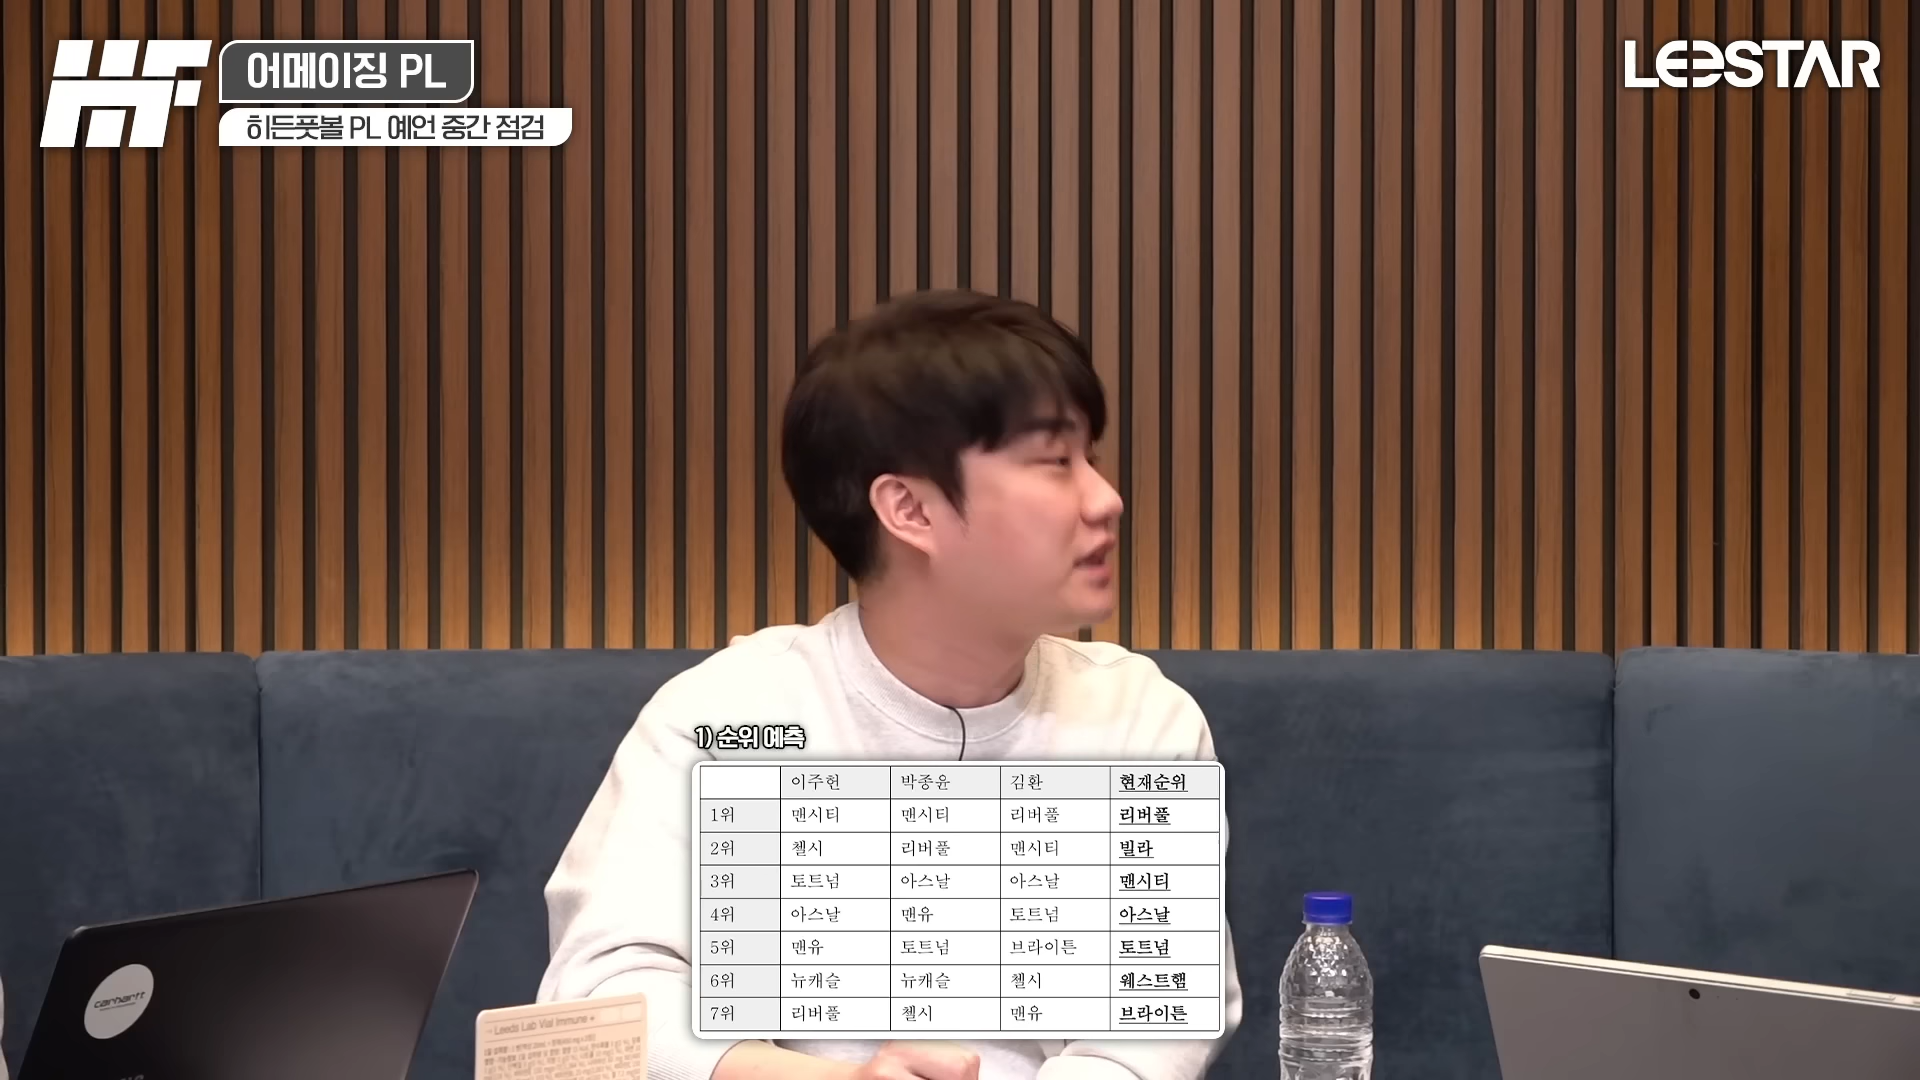 HF
어메이징 PL
히든풋볼 PL 예언 중간 점검
LEESTAR
1) 순위 예측
이주헌 박종윤 김환 현재순위
1위 맨시티 맨시티 리버풀 리버풀
2위 첼시 리버풀 맨시티 빌라
3위 토트넘 아스날 아스날 맨시티
4위 아스날 맨유 토트넘 아스날
5위 맨유 토트넘 브라이튼 토트넘
6위 뉴캐슬 뉴캐슬 첼시 웨스트햄
7위 리버풀 첼시 맨유 브라이튼
carhartt
Leeds Lab Vial Immune +